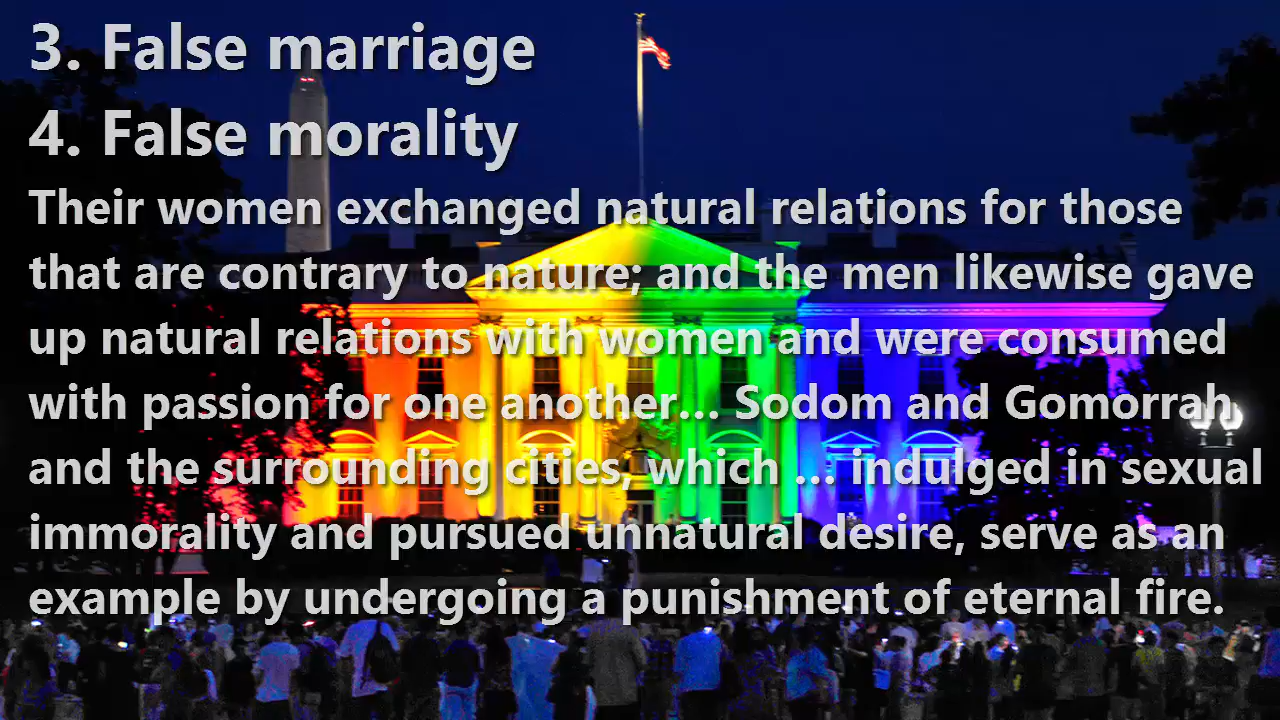 3. False marriage
4. False morality
Their women exchanged natural relations for those
that are contrary to nature; and the men likewise gave
up natural relations with women and were consumed
with passion for one another... Sodom and Gomorrah,
and the surrounding cities, which ... indulged in sexual
immorality and pursued unnatural desire, serve as an
example by undergoing a punishment of eternal fire.